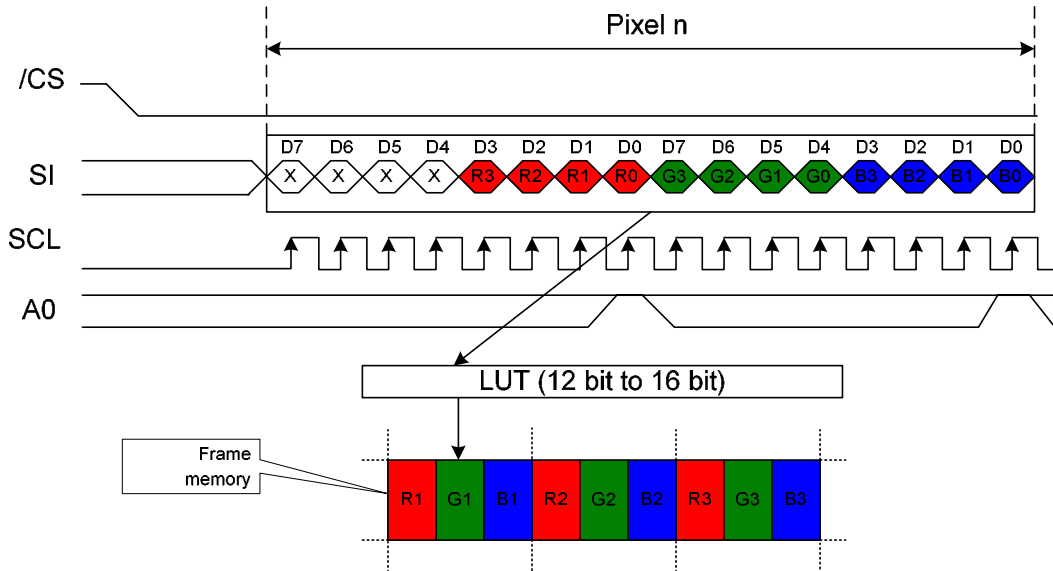 Pixel n
/CS
D7 D6 D5 D4 D3 D2 D1 D0 D7 D6 D5 D4 D3 D2 D1 D0
SI
X X X X R3 R2 R1 R0 G3 G2 G1 G0 B3 B2 B1 B0
SCL
A0
LUT (12 bit to 16 bit)
Frame
memory
R1 G1 B1 R2 G2 B2 R3 G3 B3